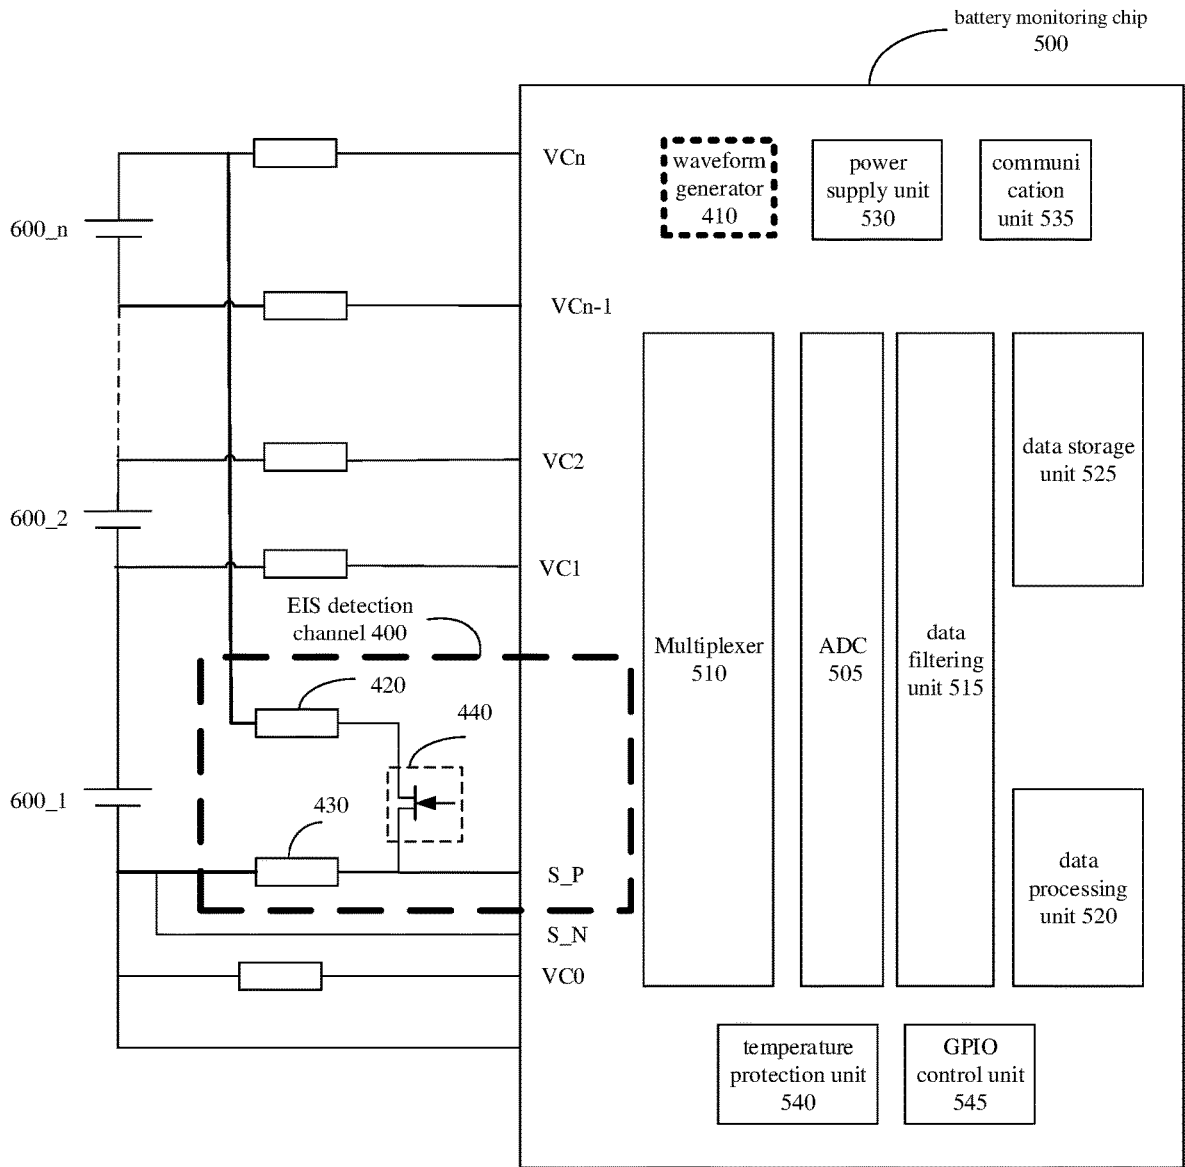 battery monitoring chip
500
VCn
waveform
generator
410
power
supply unit
530
communi
cation
unit 535
600_n
VCn-1
VC2
data storage
unit 525
600_2
VC1
EIS detection
channel 400
Multiplexer
510
ADC
505
data
filtering
unit 515
420
440
600_1
430
S_P
data
processing
unit 520
S_N
VC0
temperature
protection unit
540
GPIO
control unit
545